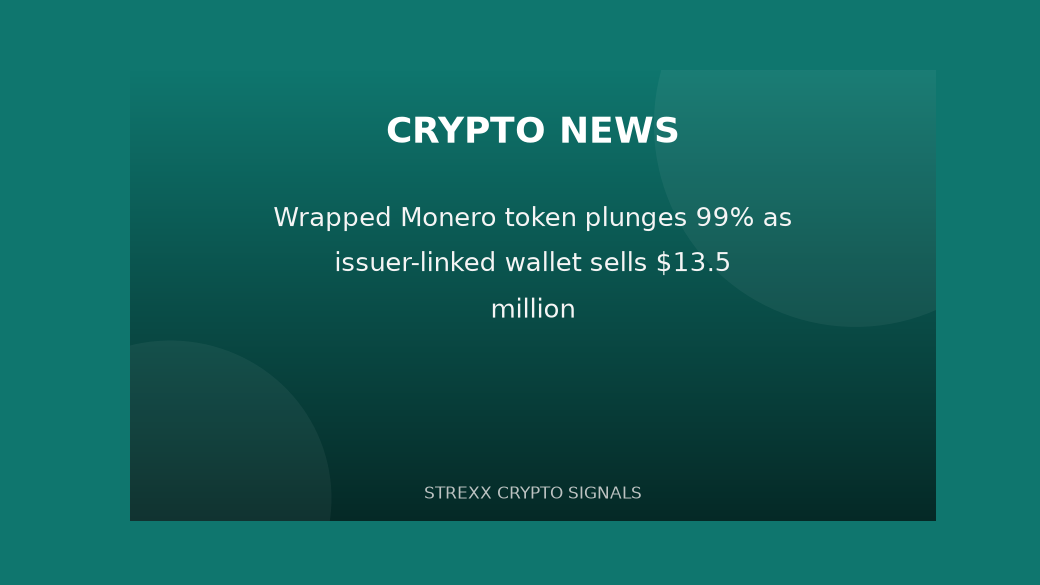 CRYPTO NEWS
Wrapped Monero token plunges 99% as
issuer-linked wallet sells $13.5
million
STREXX CRYPTO SIGNALS